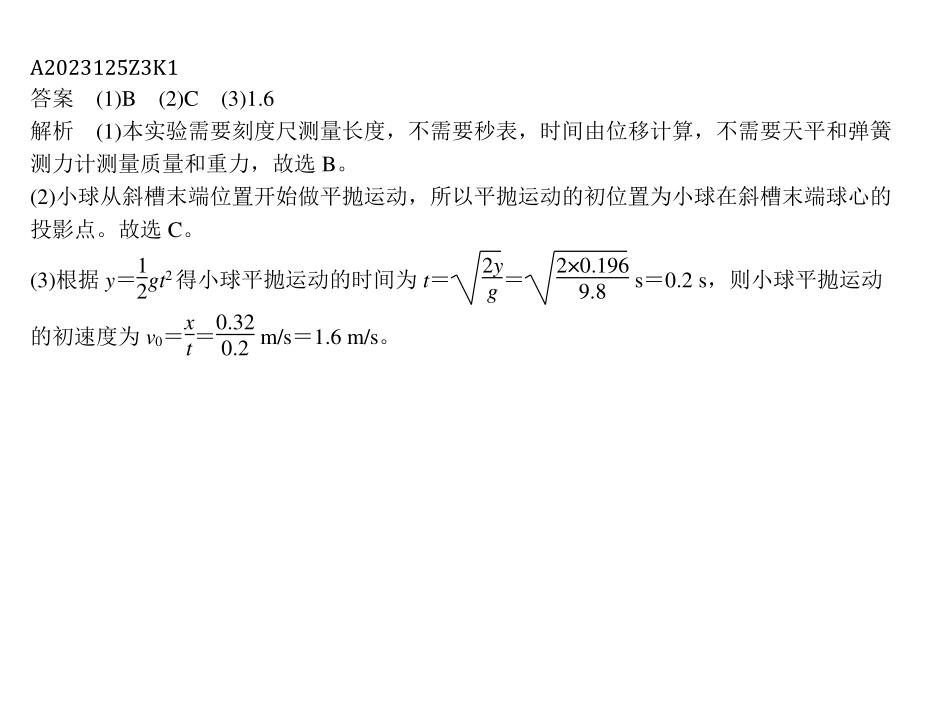 A2023125Z3K1
答案　(1)B　(2)C　(3)1.6
解析　(1)本实验需要刻度尺测量长度，不需要秒表，时间由位移计算，不需要天平和弹簧
测力计测量质量和重力，故选 B。
(2)小球从斜槽末端位置开始做平抛运动，所以平抛运动的初位置为小球在斜槽末端球心的
投影点。故选 C。
(3)根据 y＝\frac{1}{2}gt² 得小球平抛运动的时间为 t＝\sqrt{\frac{2y}{g}}＝\sqrt{\frac{2×0.196}{9.8}} s＝0.2 s，则小球平抛运动
的初速度为 v₀＝\frac{x}{t}＝\frac{0.32}{0.2} m/s＝1.6 m/s。